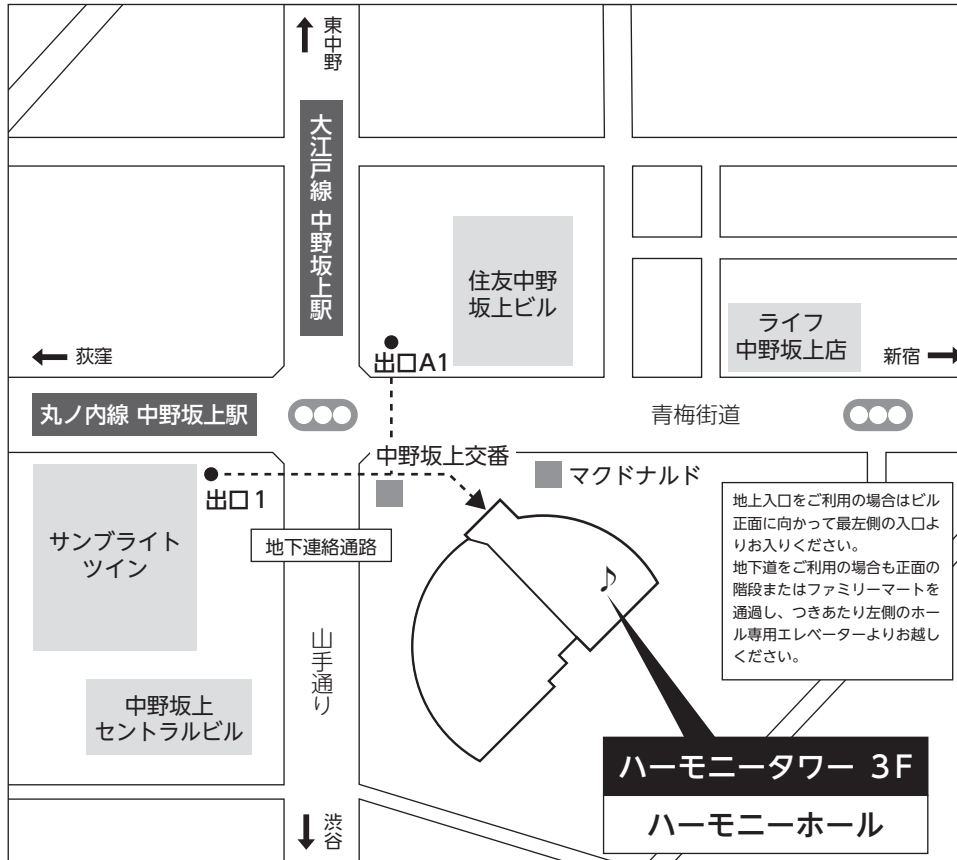 東中野
大江戸線 中野坂上駅
住友中野
坂上ビル
ライフ
中野坂上店
荻窪
出口A1
新宿
丸ノ内線 中野坂上駅
青梅街道
中野坂上交番
マクドナルド
出口1
サンブライト
ツイン
地下連絡通路
地上入口をご利用の場合はビル
正面に向かって最左側の入口よ
りお入りください。
地下道をご利用の場合も正面の
階段またはファミリーマートを
通過し、つきあたり左側のホー
ル専用エレベーターよりお越し
ください。
山手通り
中野坂上
セントラルビル
ハーモニータワー 3F
ハーモニーホール
渋谷